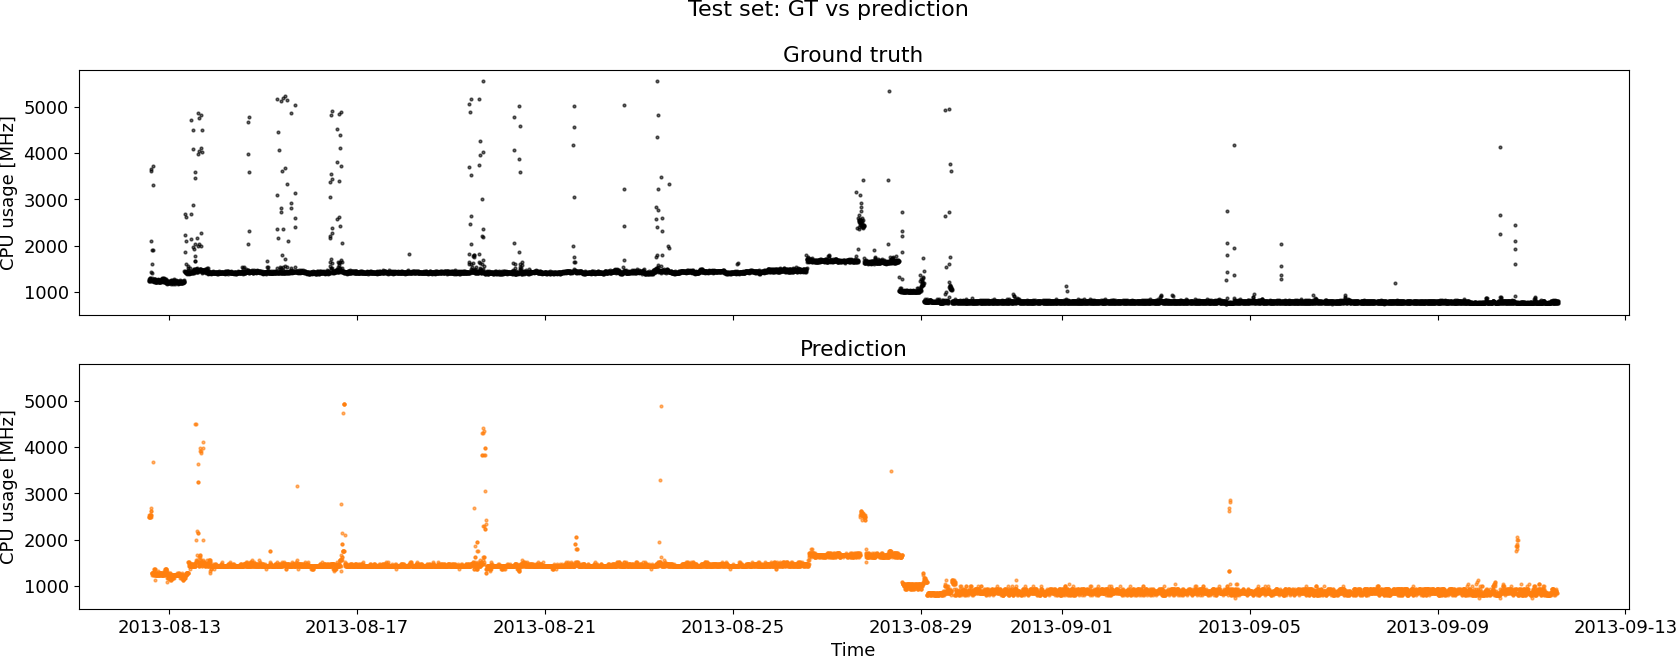 Test set: GT vs prediction
Ground truth
CPU usage [MHz]
5000
4000
3000
2000
1000
Prediction
CPU usage [MHz]
5000
4000
3000
2000
1000
2013-08-13 2013-08-17 2013-08-21 2013-08-25 2013-08-29 2013-09-01 2013-09-05 2013-09-09 2013-09-13
Time